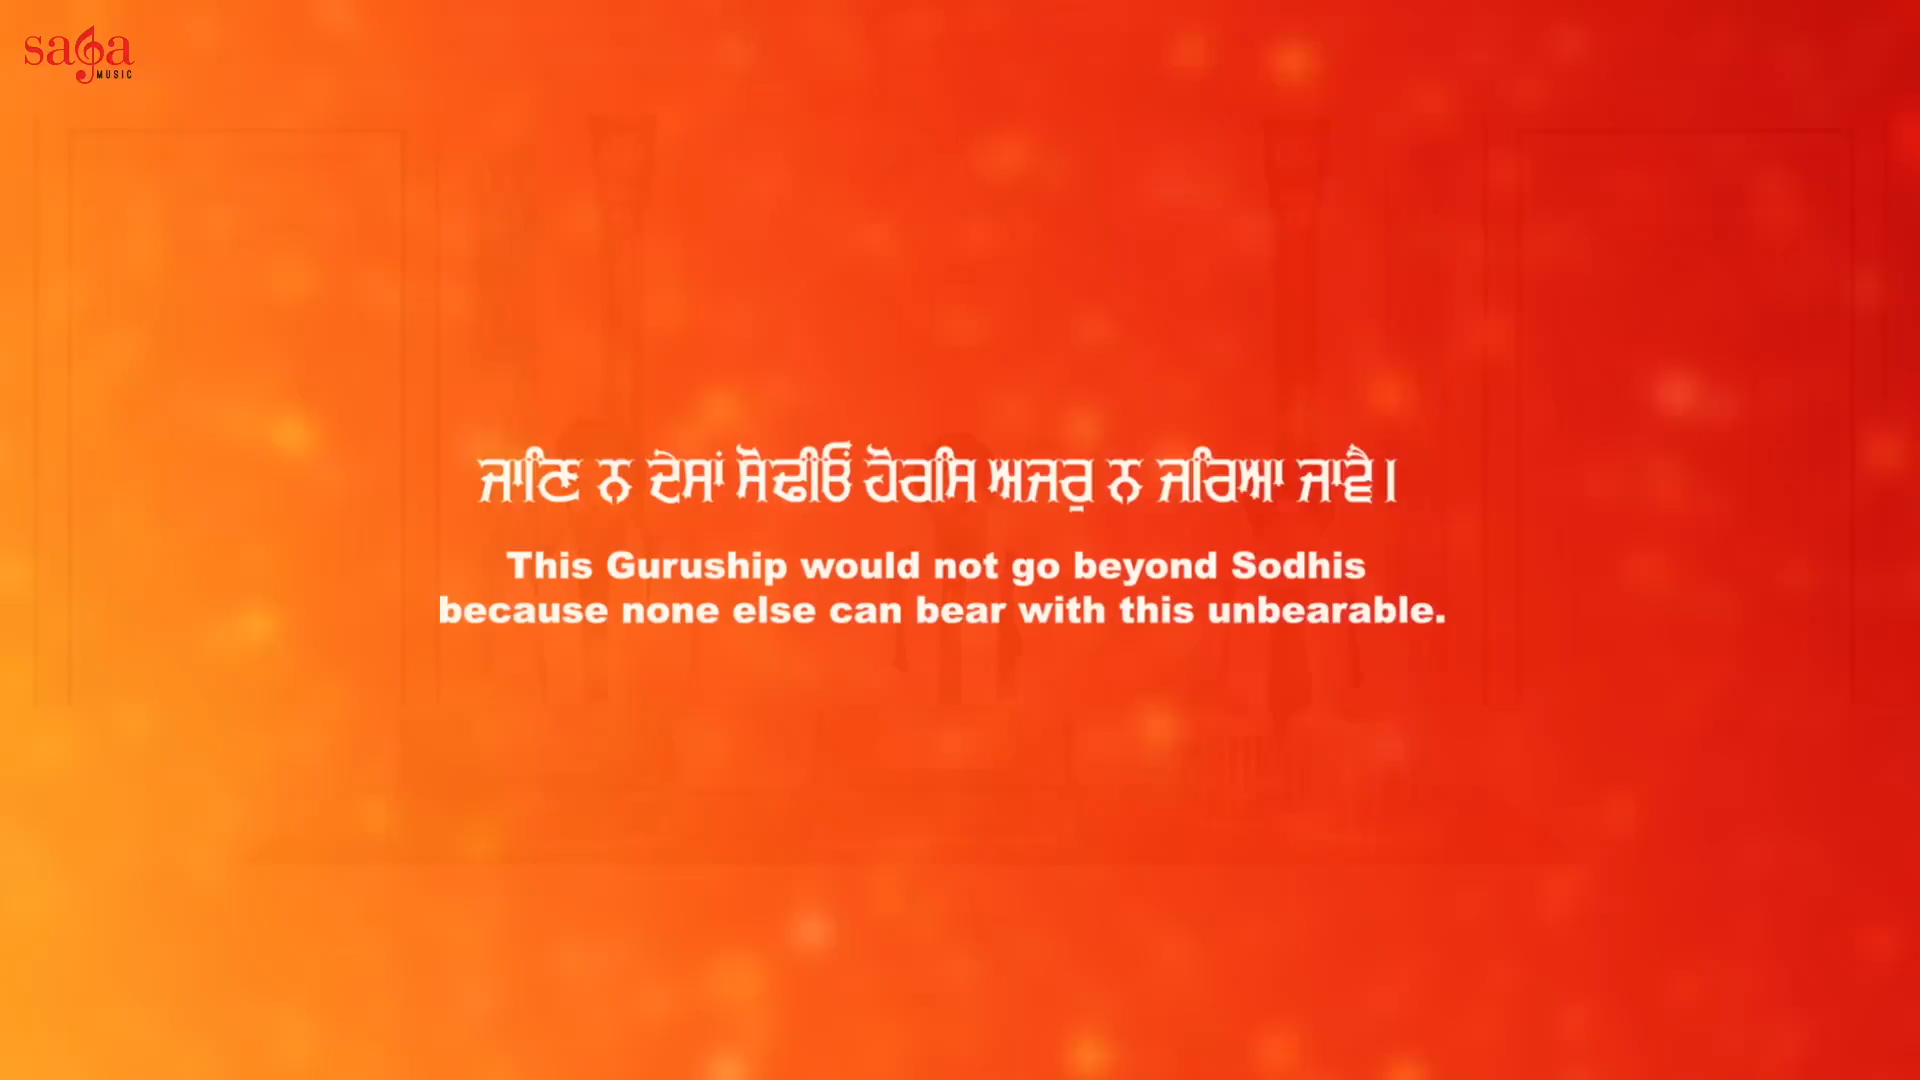 saga
MUSIC
ਜਾਣਿ ਨ ਦੇਸਾਂ ਸੋਢੀਓਂ ਹੋਰਸਿ ਅਜਰੁ ਨ ਜਰਿਆ ਜਾਵੈ।
This Guruship would not go beyond Sodhis
because none else can bear with this unbearable.